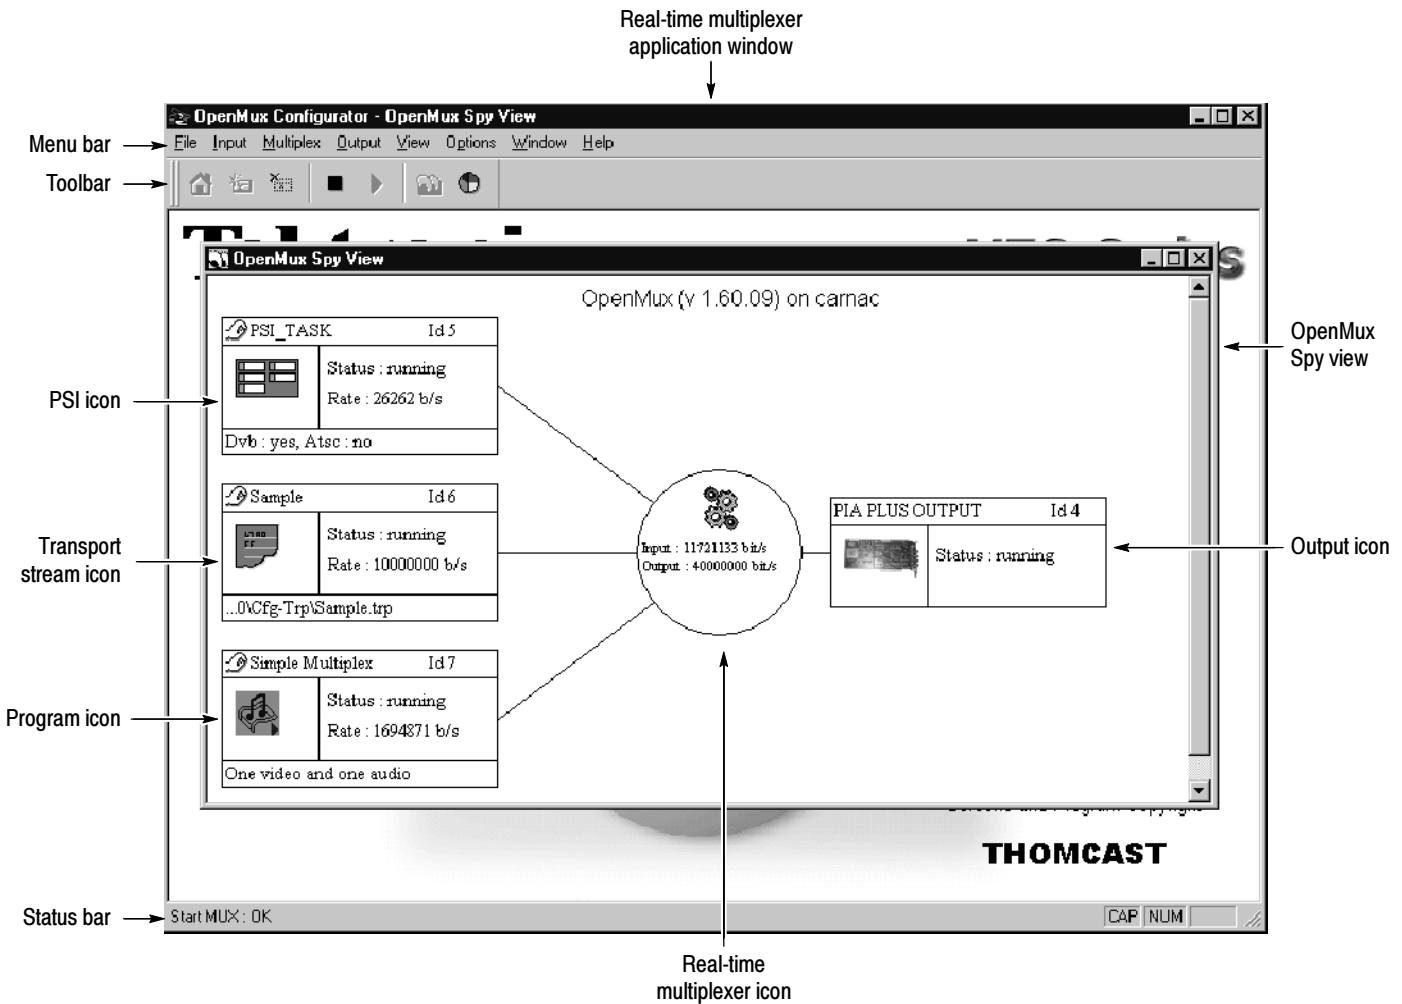 Real-time multiplexer
application window
OpenMux Configurator - OpenMux Spy View
Menu bar
File Input Multiplex Output View Options Window Help
Toolbar
OpenMux Spy View
OpenMux (v 1.60.09) on carnac
PSI_TASK Id 5
Status : running
Rate : 26262 b/s
Dvb : yes, Atsc : no
PSI icon
OpenMux
Spy view
Sample Id 6
Status : running
Rate : 10000000 b/s
...0\Cfg-Trp\Sample.trp
Transport
stream icon
Input : 11721133 bit/s
Output : 40000000 bit/s
PIA PLUS OUTPUT Id 4
Status : running
Output icon
Simple Multiplex Id 7
Status : running
Rate : 1694871 b/s
One video and one audio
Program icon
THOMCAST
Status bar
Start MUX : OK
CAP NUM
Real-time
multiplexer icon